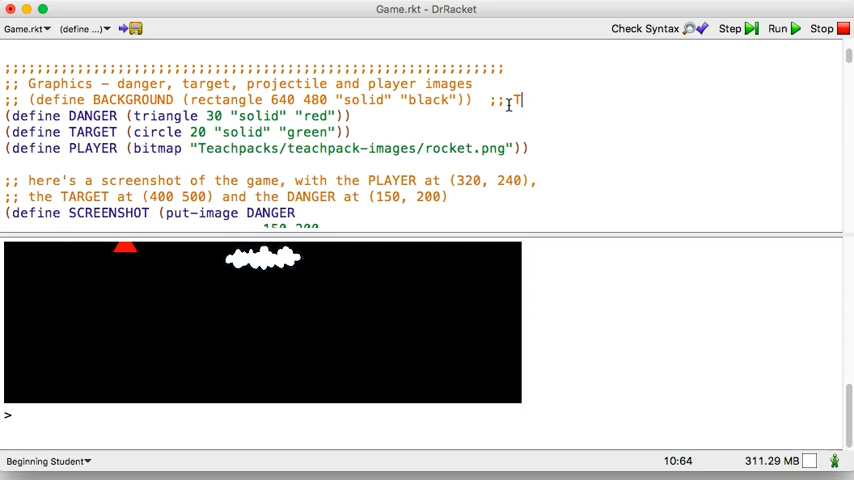 Game.rkt - DrRacket
Game.rkt▾ (define ...)▾ Check Syntax Step Run Stop
;;;;;;;;;;;;;;;;;;;;;;;;;;;;;;;;;;;;;;;;;;;;;;;;;;;;;;;;;;;;;;
;; Graphics - danger, target, projectile and player images
;; (define BACKGROUND (rectangle 640 480 "solid" "black"))  ;; T
(define DANGER (triangle 30 "solid" "red"))
(define TARGET (circle 20 "solid" "green"))
(define PLAYER (bitmap "Teachpacks/teachpack-images/rocket.png"))
;; here's a screenshot of the game, with the PLAYER at (320, 240),
;; the TARGET at (400 500) and the DANGER at (150, 200)
(define SCREENSHOT (put-image DANGER
150 200
>
Beginning Student▾ 10:64 311.29 MB